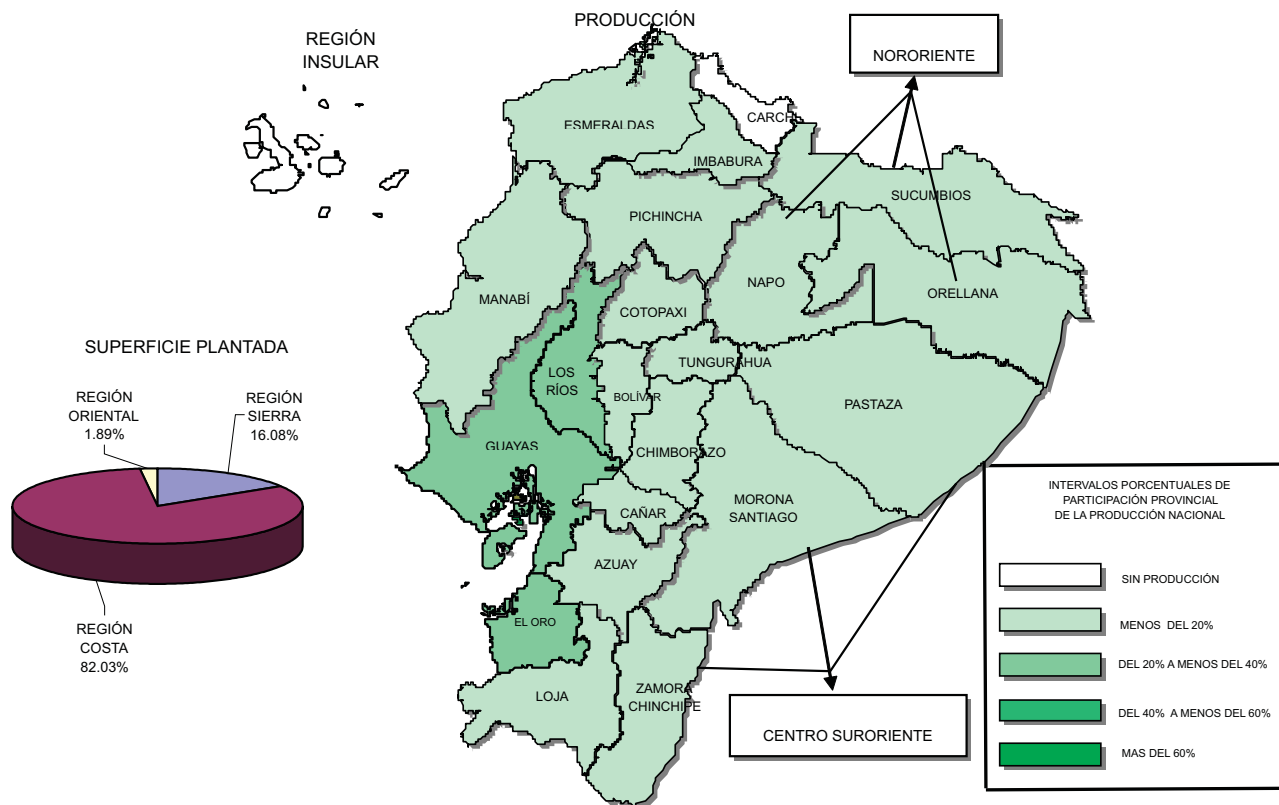 PRODUCCIÓN
REGIÓN
INSULAR
NORORIENTE
CARCHI
ESMERALDAS
IMBABURA
SUCUMBIOS
PICHINCHA
NAPO
ORELLANA
MANABÍ
COTOPAXI
TUNGURAHUA
LOS
RÍOS
BOLÍVAR
PASTAZA
GUAYAS
CHIMBORAZO
MORONA
SANTIAGO
CAÑAR
AZUAY
EL ORO
LOJA
ZAMORA
CHINCHIPE
CENTRO SURORIENTE
SUPERFICIE PLANTADA
REGIÓN
ORIENTAL
1.89%
REGIÓN
SIERRA
16.08%
REGIÓN
COSTA
82.03%
INTERVALOS PORCENTUALES DE
PARTICIPACIÓN PROVINCIAL
DE LA PRODUCCIÓN NACIONAL
SIN PRODUCCIÓN
MENOS DEL 20%
DEL 20% A MENOS DEL 40%
DEL 40% A MENOS DEL 60%
MAS DEL 60%